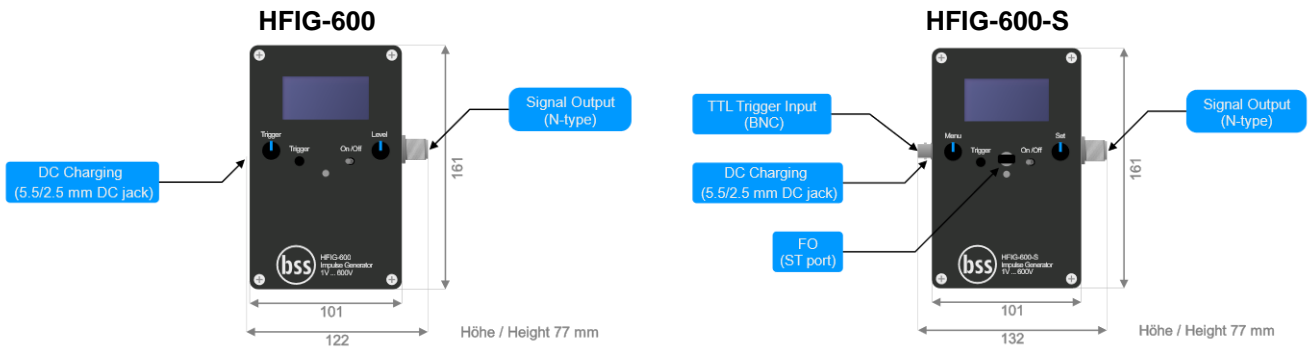 HFIG-600
Signal Output
(N-type)
Trigger
Level
Trigger
On /Off
DC Charging
(5.5/2.5 mm DC jack)
161
bss
HFIG-600
Impulse Generator
1V ... 600V
101
122
Höhe / Height 77 mm
HFIG-600-S
TTL Trigger Input
(BNC)
Signal Output
(N-type)
Menu
Set
Trigger
On /Off
DC Charging
(5.5/2.5 mm DC jack)
161
FO
(ST port)
bss
HFIG-600-S
Impulse Generator
1V ... 600V
101
132
Höhe / Height 77 mm